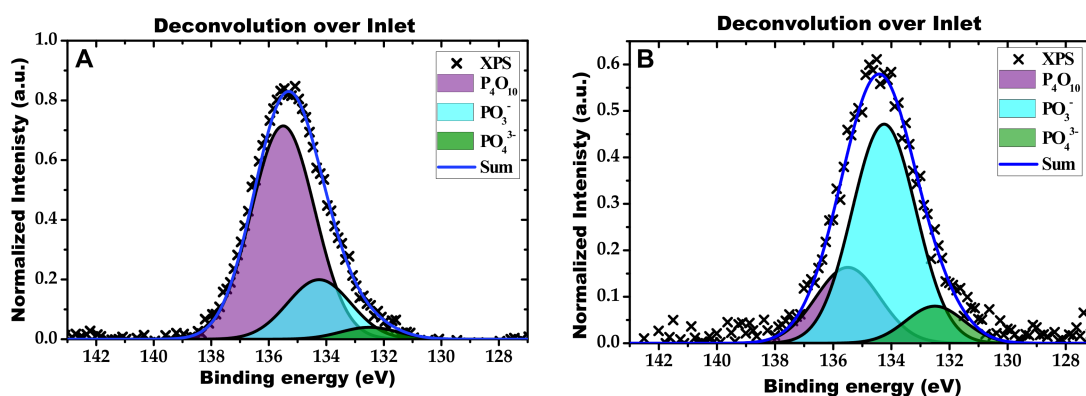 Deconvolution over Inlet
A
XPS
P₄O₁₀
PO₃⁻
PO₄³⁻
Sum
Normalized Intenisty (a.u.)
1.0
0.8
0.6
0.4
0.2
0.0
142 140 138 136 134 132 130 128
Binding energy (eV)
Deconvolution over Inlet
B
XPS
P₄O₁₀
PO₃⁻
PO₄³⁻
Sum
Normalized Intenisty (a.u.)
0.6
0.5
0.4
0.3
0.2
0.1
0.0
142 140 138 136 134 132 130 128
Binding energy (eV)